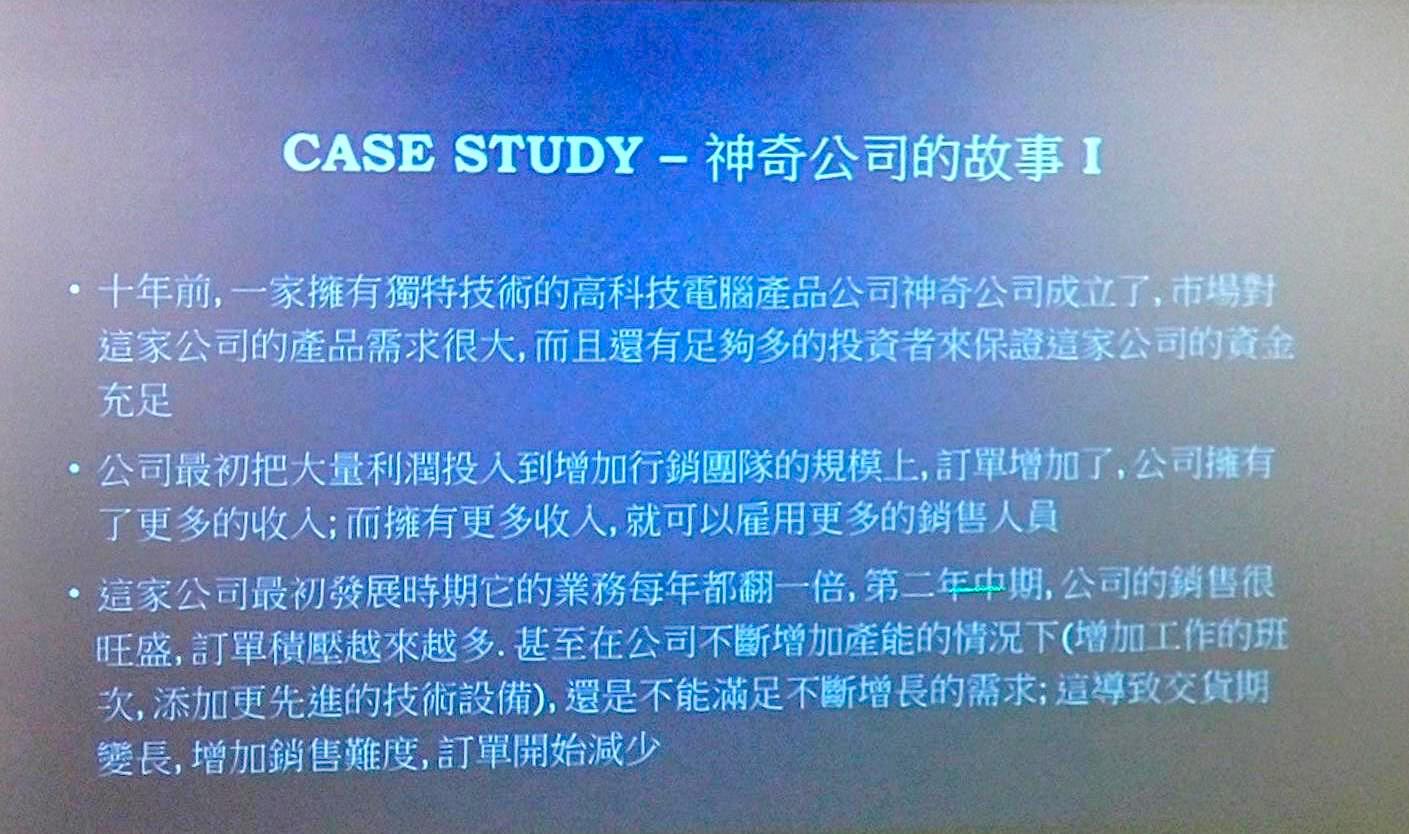 CASE STUDY – 神奇公司的故事 I
• 十年前, 一家擁有獨特技術的高科技電腦產品公司神奇公司成立了, 市場對
這家公司的產品需求很大, 而且還有足夠多的投資者來保證這家公司的資金
充足
• 公司最初把大量利潤投入到增加行銷團隊的規模上, 訂單增加了, 公司擁有
了更多的收入; 而擁有更多收入, 就可以雇用更多的銷售人員
• 這家公司最初發展時期它的業務每年都翻一倍, 第二年中期, 公司的銷售很
旺盛, 訂單積壓越來越多. 甚至在公司不斷增加產能的情況下(增加工作的班
次, 添加更先進的技術設備), 還是不能滿足不斷增長的需求; 這導致交貨期
變長, 增加銷售難度, 訂單開始減少